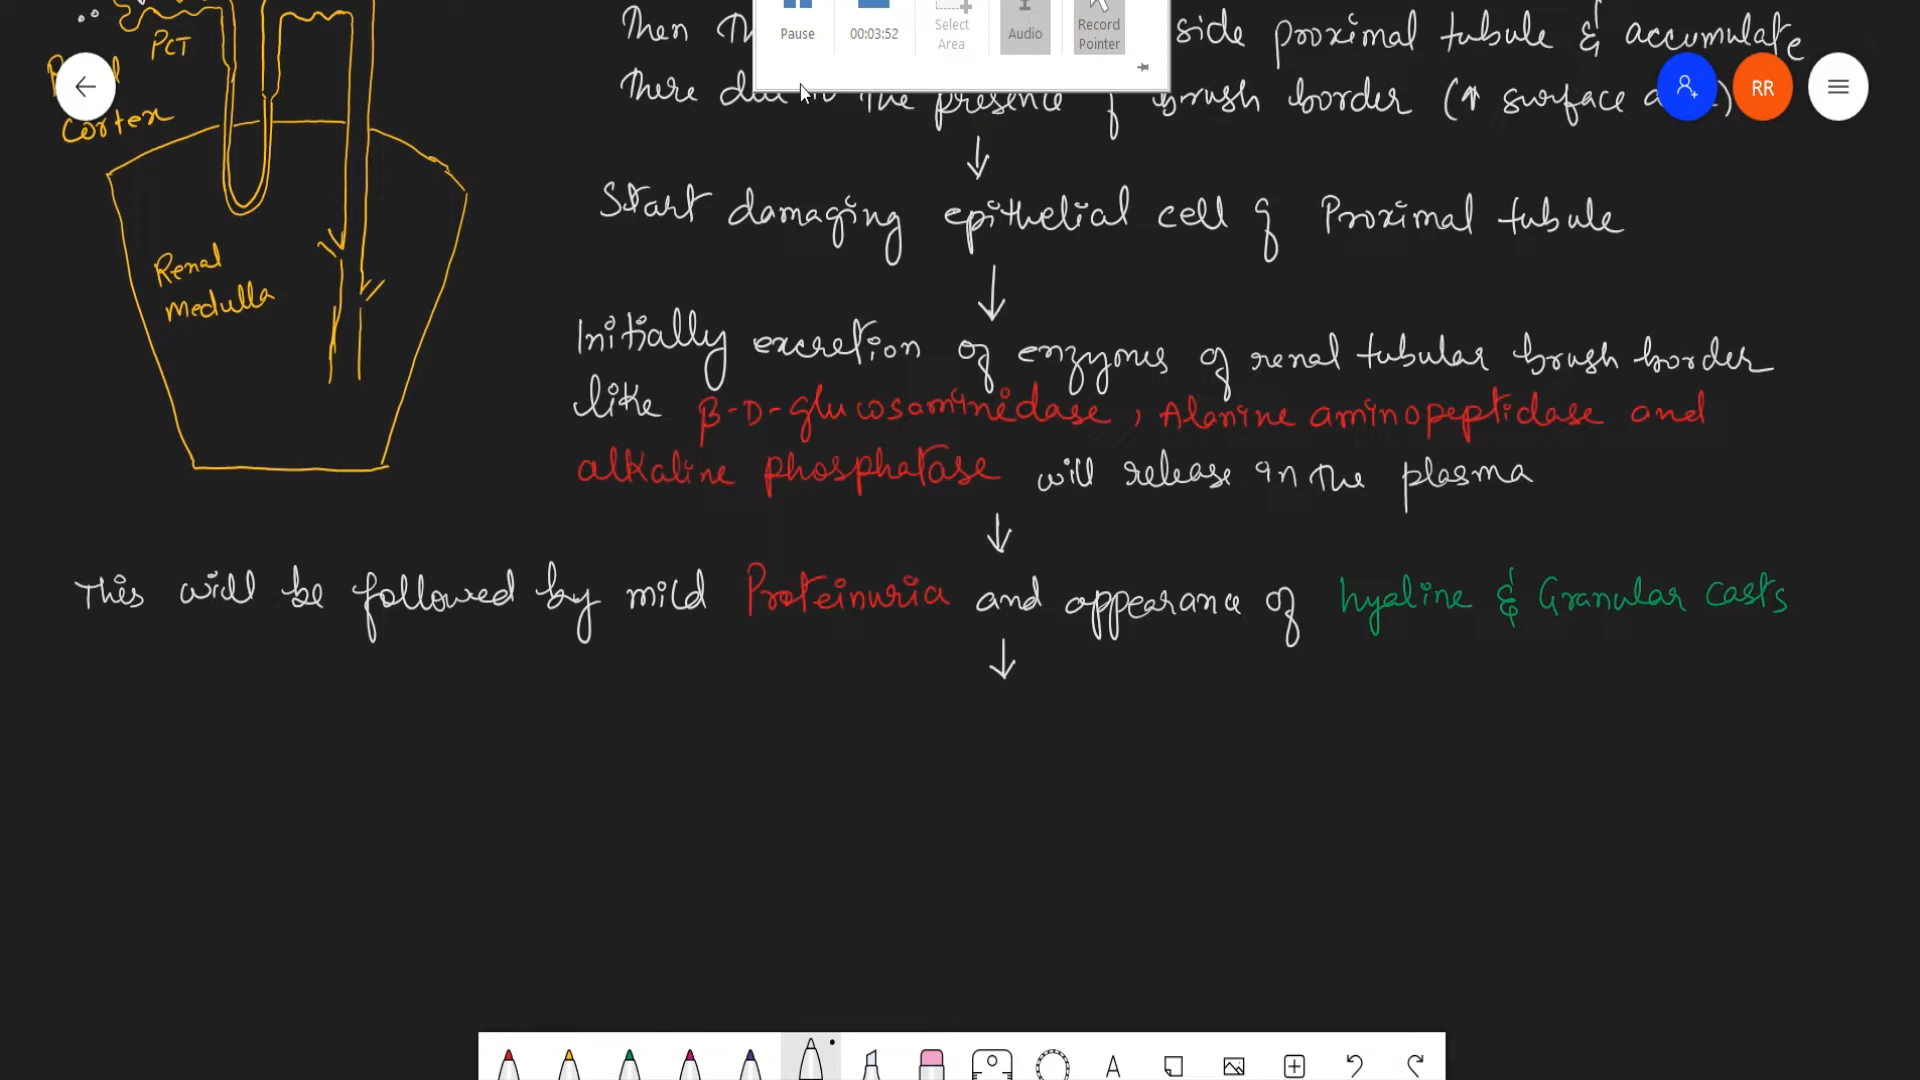 Pause
00:03:52
Select
Area
Audio
Record
Pointer
RR
PCT
Cortex
Renal
medulla
Then side proximal tubule & accumulate
There the presence of brush border (↑ surface
↓
Start damaging epithelial cell of Proximal tubule
↓
Initially excretion of enzymes of renal tubular brush border
like β-D-glucosaminidase, Alanine aminopeptidase and
alkaline phosphatase will release in the plasma
↓
This will be followed by mild Proteinuria and appearance of hyaline & Granular casts
↓
A